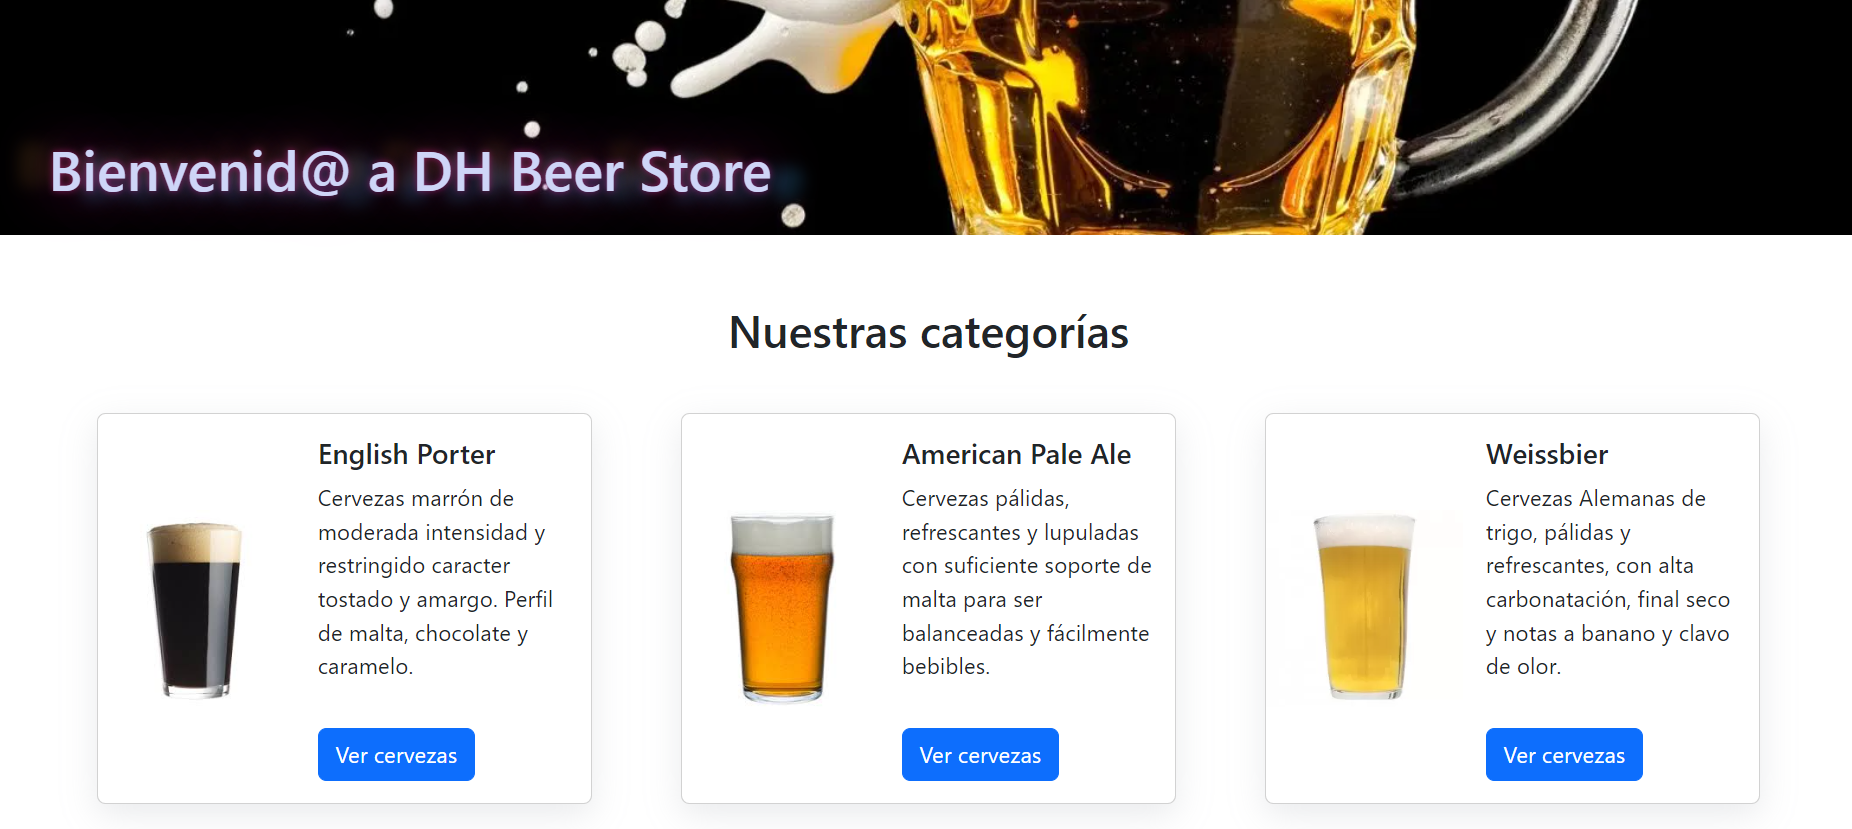 Bienvenid@ a DH Beer Store
Nuestras categorías
English Porter
Cervezas marrón de
moderada intensidad y
restringido caracter
tostado y amargo. Perfil
de malta, chocolate y
caramelo.
Ver cervezas
American Pale Ale
Cervezas pálidas,
refrescantes y lupuladas
con suficiente soporte de
malta para ser
balanceadas y fácilmente
bebibles.
Ver cervezas
Weissbier
Cervezas Alemanas de
trigo, pálidas y
refrescantes, con alta
carbonatación, final seco
y notas a banano y clavo
de olor.
Ver cervezas